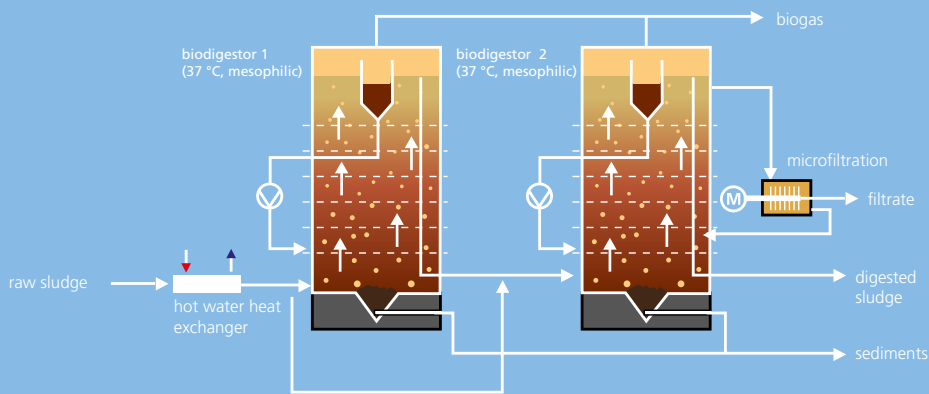 biogas
biodigestor 1
(37 °C, mesophilic)
biodigestor 2
(37 °C, mesophilic)
microfiltration
M
filtrate
raw sludge
hot water heat
exchanger
digested
sludge
sediments